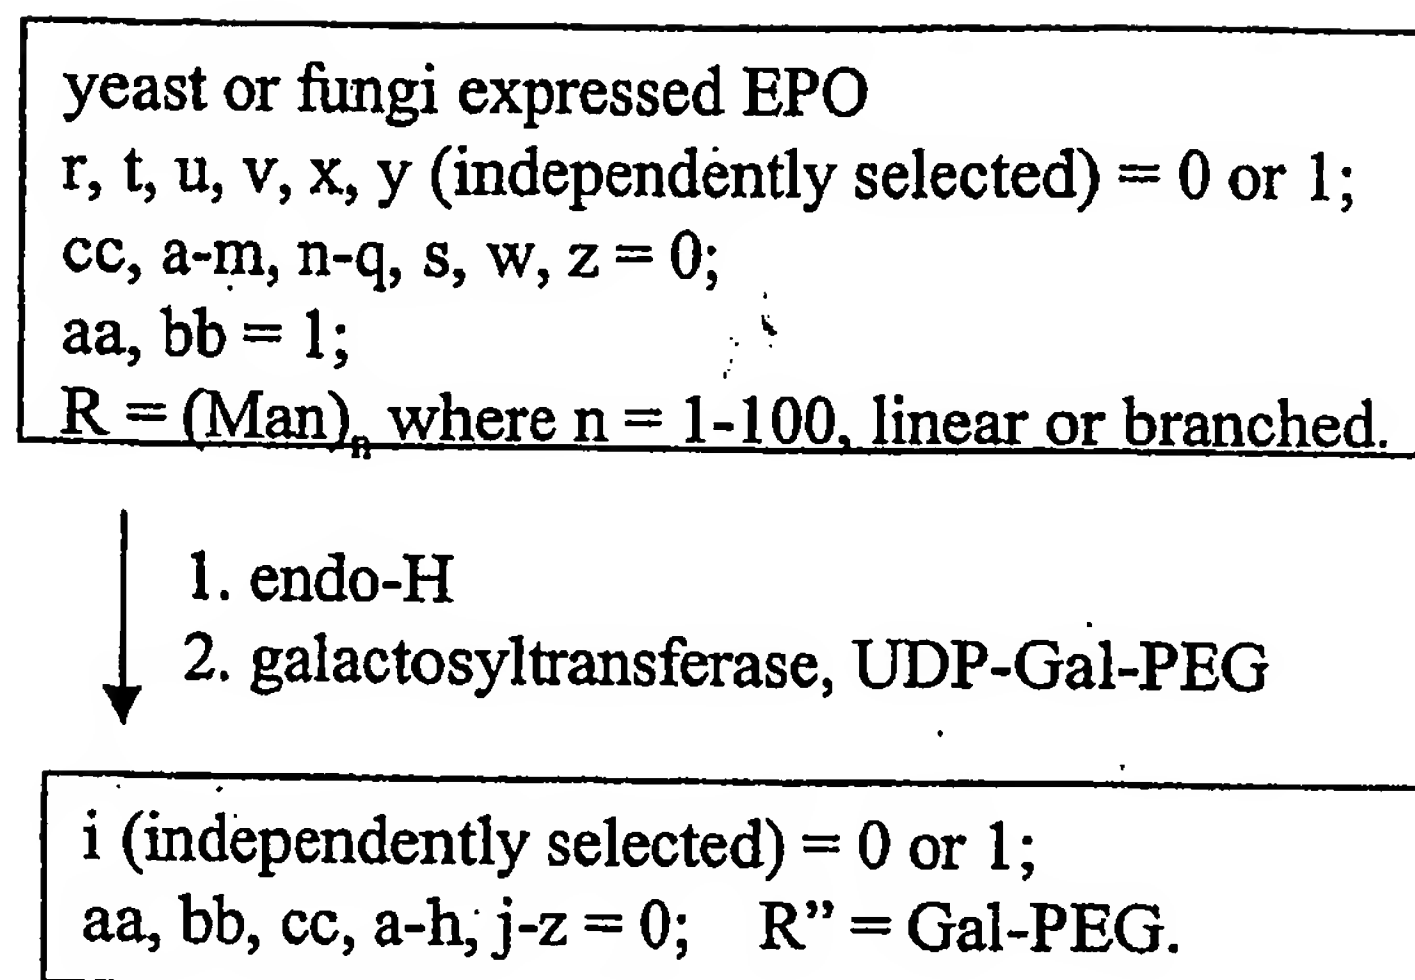 yeast or fungi expressed EPO
r, t, u, v, x, y (independently selected) = 0 or 1;
cc, a-m, n-q, s, w, z = 0;
aa, bb = 1;
R = (Man)n where n = 1-100, linear or branched.
1. endo-H
2. galactosyltransferase, UDP-Gal-PEG
i (independently selected) = 0 or 1;
aa, bb, cc, a-h, j-z = 0; R” = Gal-PEG.